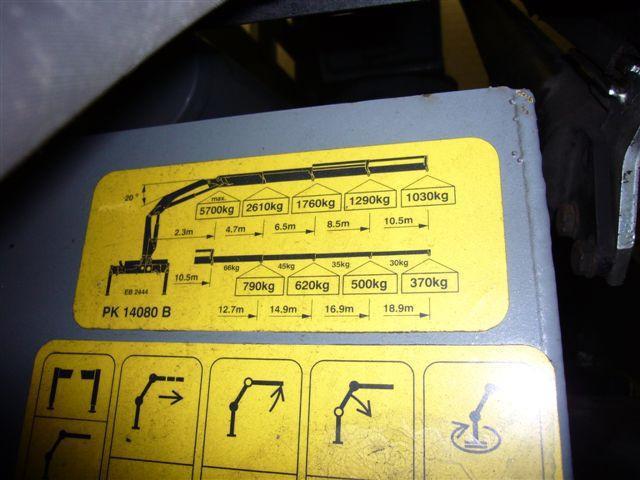 20°
max.
5700kg 2610kg 1760kg 1290kg 1030kg
2.3m 4.7m 6.5m 8.5m 10.5m
10.5m 66kg 45kg 35kg 30kg
790kg 620kg 500kg 370kg
EB 2444
PK 14080 B 12.7m 14.9m 16.9m 18.9m